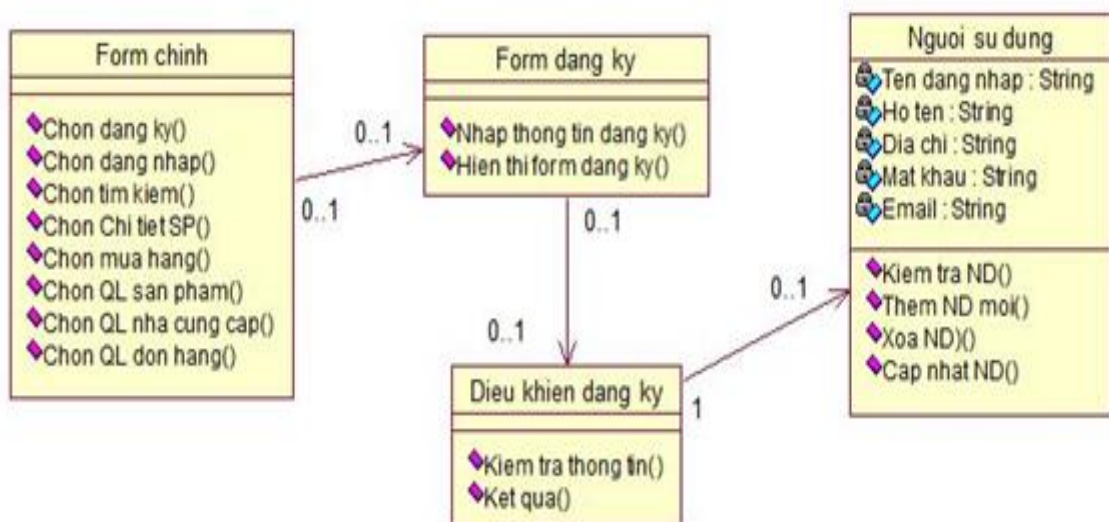 Form chinh
Chon dang ky()
Chon dang nhap()
Chon tim kiem()
Chon Chi tiet SP()
Chon mua hang()
Chon QL san pham()
Chon QL nha cung cap()
Chon QL don hang()
0..1
0..1
Form dang ky
Nhap thong tin dang ky()
Hien thi form dang ky()
0..1
0..1
Dieu khien dang ky
Kiem tra thong tin()
Ket qua()
1
0..1
Nguoi su dung
Ten dang nhap : String
Ho ten : String
Dia chi : String
Mat khau : String
Email : String
Kiem tra ND()
Them ND moi()
Xoa ND)()
Cap nhat ND()